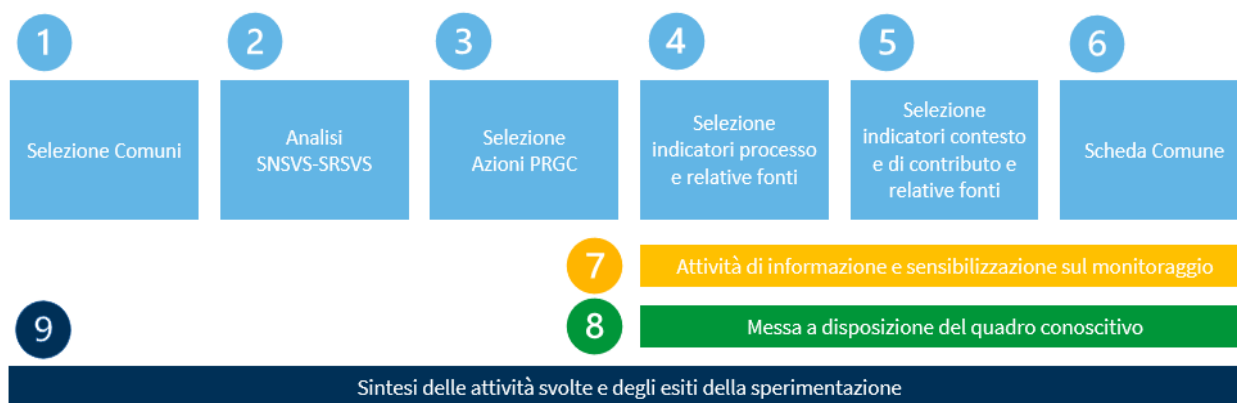 1
2
3
4
5
6
Selezione Comuni
Analisi
SNSVS-SRSVS
Selezione
Azioni PRGC
Selezione
indicatori processo
e relative fonti
Selezione
indicatori contesto
e di contributo e
relative fonti
Scheda Comune
7
Attività di informazione e sensibilizzazione sul monitoraggio
8
Messa a disposizione del quadro conoscitivo
9
Sintesi delle attività svolte e degli esiti della sperimentazione